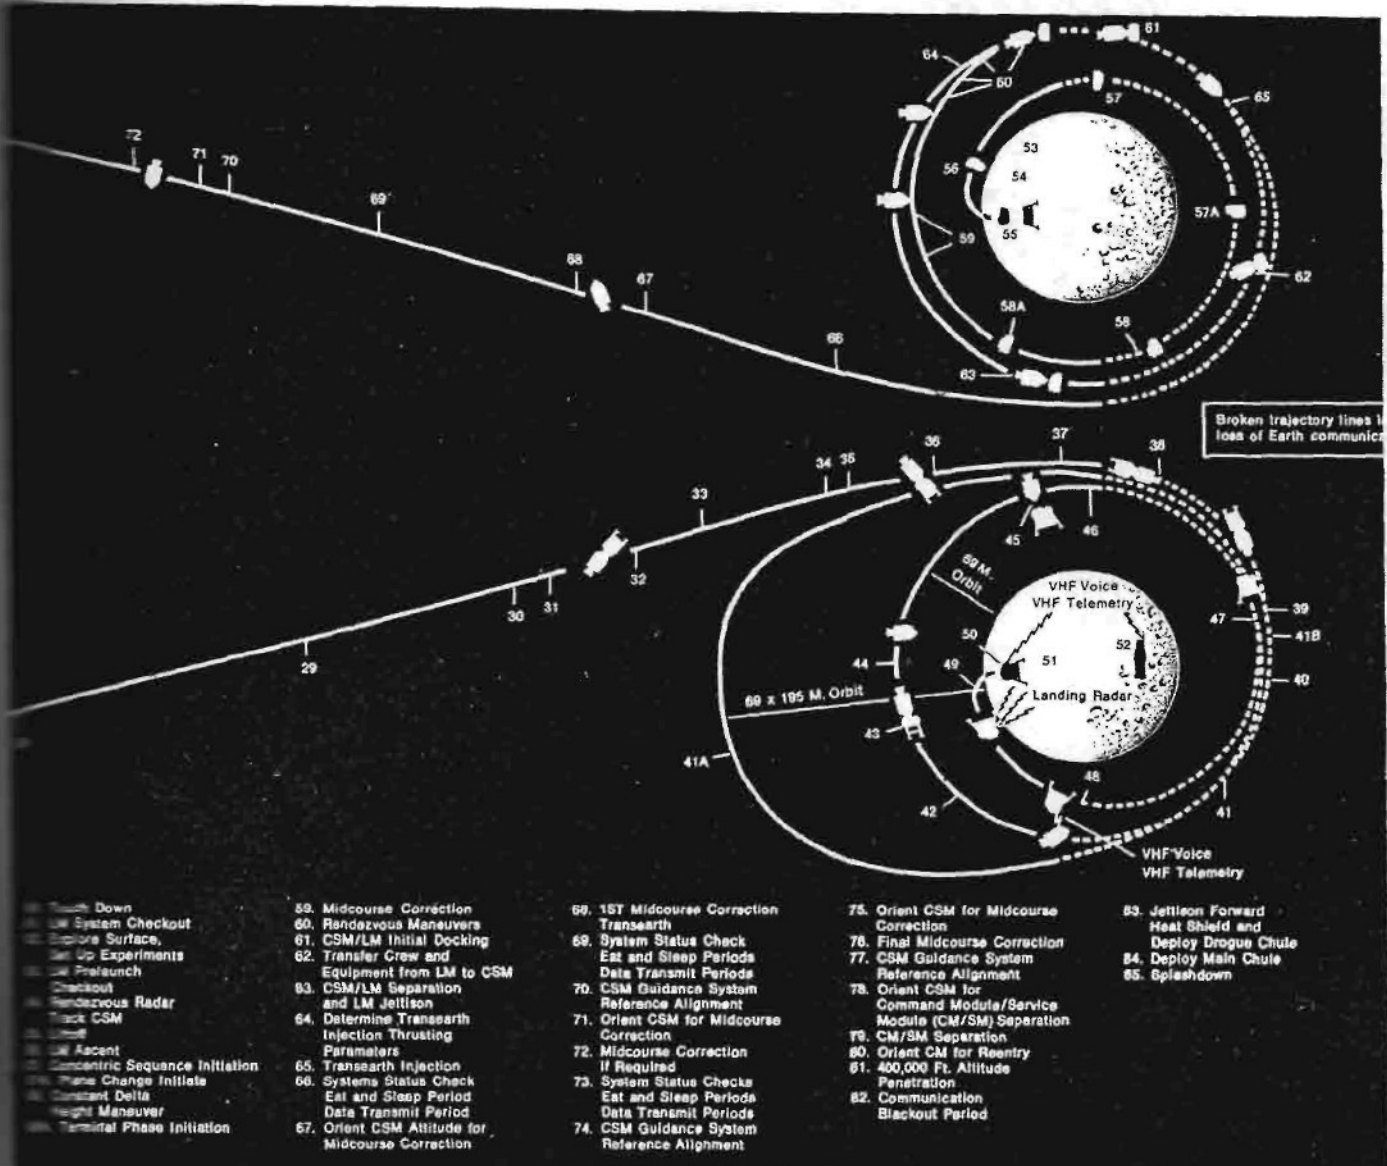 61
64
60
65
57
72
71
70
53
56
54
69
57A
55
59
68
67
62
58A
58
66
63
Broken trajectory lines
loss of Earth
36
37
38
34
35
33
46
45
69 M.
Orbit
VHF Voice
VHF Telemetry
32
31
30
39
47
41B
50
52
51
44
49
29
40
69 x 195 M. Orbit
Landing Radar
43
41A
48
42
41
VHF Voice
VHF Telemetry
Touch Down
LM System Checkout
Explore Surface,
Set Up Experiments
LM Prelaunch
Checkout
Rendezvous Radar
Track CSM
Liftoff
LM Ascent
Concentric Sequence Initiation
Plane Change Initiate
Constant Delta
Height Maneuver
Terminal Phase Initiation
59. Midcourse Correction
60. Rendezvous Maneuvers
61. CSM/LM Initial Docking
62. Transfer Crew and
Equipment from LM to CSM
63. CSM/LM Separation
and LM Jettison
64. Determine Transearth
Injection Thrusting
Parameters
65. Transearth Injection
66. Systems Status Check
Eat and Sleep Period
Data Transmit Period
67. Orient CSM Attitude for
Midcourse Correction
68. 1ST Midcourse Correction
Transearth
69. System Status Check
Eat and Sleep Periods
Data Transmit Periods
70. CSM Guidance System
Reference Alignment
71. Orient CSM for Midcourse
Correction
72. Midcourse Correction
If Required
73. System Status Checks
Eat and Sleep Periods
Data Transmit Periods
74. CSM Guidance System
Reference Alignment
75. Orient CSM for Midcourse
Correction
76. Final Midcourse Correction
77. CSM Guidance System
Reference Alignment
78. Orient CSM for
Command Module/Service
Module (CM/SM) Separation
79. CM/SM Separation
80. Orient CM for Reentry
81. 400,000 Ft. Altitude
Penetration
82. Communication
Blackout Period
83. Jettison Forward
Heat Shield and
Deploy Drogue Chute
84. Deploy Main Chute
85. Splashdown